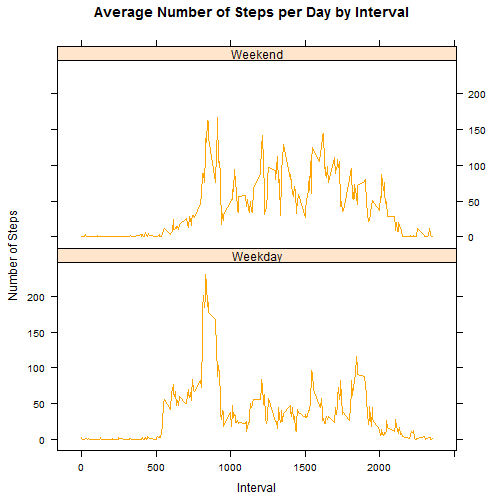 Average Number of Steps per Day by Interval
Weekend
200
150
100
50
0
Weekday
200
150
100
50
0
Number of Steps
0 500 1000 1500 2000
Interval